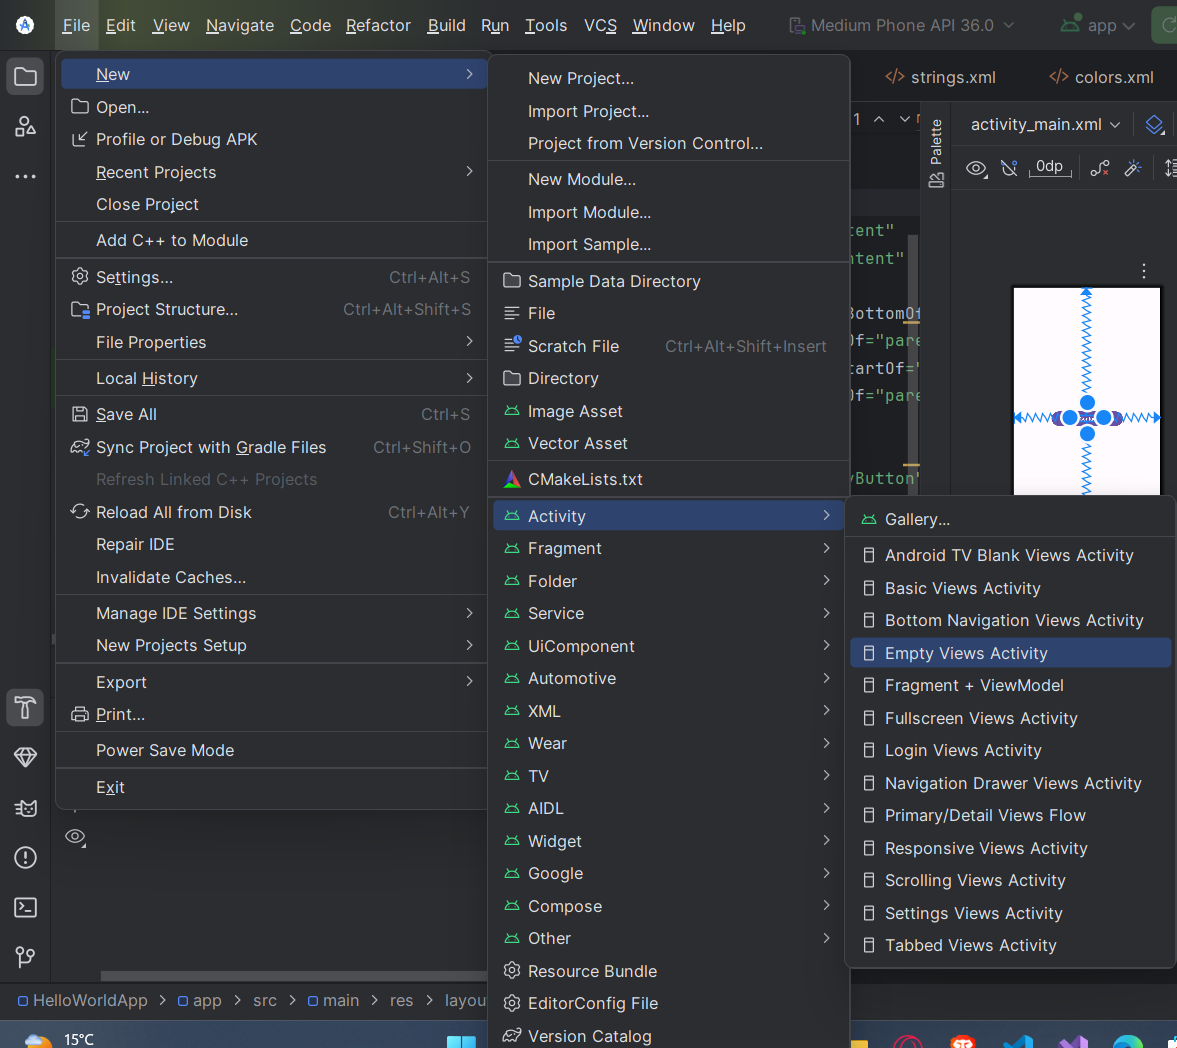 File Edit View Navigate Code Refactor Build Run Tools VCS Window Help Medium Phone API 36.0 app
New
Open...
Profile or Debug APK
Recent Projects
Close Project
Add C++ to Module
Settings... Ctrl+Alt+S
Project Structure... Ctrl+Alt+Shift+S
File Properties
Local History
Save All Ctrl+S
Sync Project with Gradle Files Ctrl+Shift+O
Refresh Linked C++ Projects
Reload All from Disk Ctrl+Alt+Y
Repair IDE
Invalidate Caches...
Manage IDE Settings
New Projects Setup
Export
Print...
Power Save Mode
Exit
New Project...
Import Project...
Project from Version Control...
New Module...
Import Module...
Import Sample...
Sample Data Directory
File
Scratch File Ctrl+Alt+Shift+Insert
Directory
Image Asset
Vector Asset
CMakeLists.txt
Activity
Fragment
Folder
Service
UiComponent
Automotive
XML
Wear
TV
AIDL
Widget
Google
Compose
Other
Resource Bundle
EditorConfig File
Version Catalog
Gallery...
Android TV Blank Views Activity
Basic Views Activity
Bottom Navigation Views Activity
Empty Views Activity
Fragment + ViewModel
Fullscreen Views Activity
Login Views Activity
Navigation Drawer Views Activity
Primary/Detail Views Flow
Responsive Views Activity
Scrolling Views Activity
Settings Views Activity
Tabbed Views Activity
</> strings.xml </> colors.xml
1
Palette
activity_main.xml
0dp
tent"
ntent"
BottomOf
Of="pare
tartOf="
Of="pare
yButton"
HelloWorldApp > app > src > main > res > layou
15°C